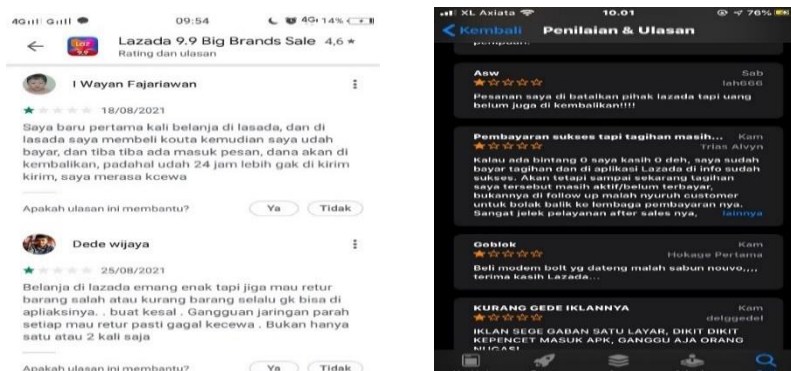 09:54
4G 14%
Lazada 9.9 Big Brands Sale 4,6 ★
Rating dan ulasan
I Wayan Fajariawan
18/08/2021
Saya baru pertama kali belanja di lasada, dan di
lasada saya membeli kouta kemudian saya udah
bayar, dan tiba tiba ada masuk pesan, dana akan di
kembalikan, padahal udah 24 jam lebih gak di kirim
kirim, saya merasa kcewa
Apakah ulasan ini membantu? Ya Tidak
Dede wijaya
25/08/2021
Belanja di lazada emang enak tapi jiga mau retur
barang salah atau kurang barang selalu gk bisa di
apliaksinya. . buat kesal . Gangguan jaringan parah
setiap mau retur pasti gagal kecewa . Bukan hanya
satu atau 2 kali saja
Apakah ulasan ini membantu? Ya Tidak
XL Axiata 10.01 76%
Kembali Penilaian & Ulasan
penipuan!
Asw Sab
lah666
Pesanan saya di batalkan pihak lazada tapi uang
belum juga di kembalikan!!!!
Pembayaran sukses tapi tagihan masih... Kam
Trias Alvyn
Kalau ada bintang 0 saya kasih 0 deh, saya sudah
bayar tagihan dan di aplikasi Lazada di info sudah
sukses. Akan tetapi sampai sekarang tagihan
saya tersebut masih aktif/belum terbayar,
bukannya di follow up malah nyuruh customer
untuk bolak balik ke lembaga pembayaran nya.
Sangat jelek pelayanan after sales nya, lainnya
Goblok Kam
Hokage Pertama
Beli modem bolt yg dateng malah sabun nouvo,,,,
terima kasih Lazada...
KURANG GEDE IKLANNYA Kam
delggedel
IKLAN SEGE GABAN SATU LAYAR, DIKIT DIKIT
KEPENCET MASUK APK, GANGGU AJA ORANG
NUGAS!